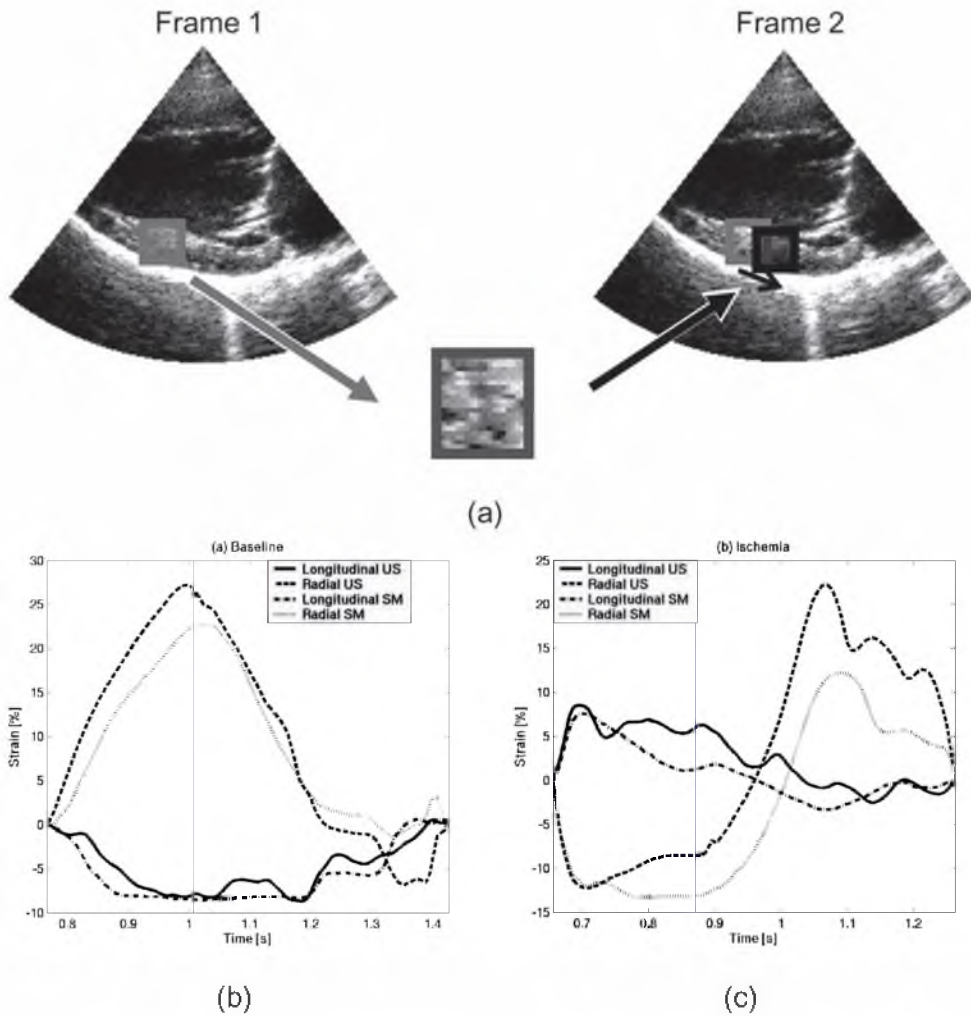 Frame 1
Frame 2
(a)
(a) Baseline
30
25
20
15
10
5
0
-5
-10
Strain [%]
Longitudinal US
Radial US
Longitudinal SM
Radial SM
0.8
0.9
1
1.1
1.2
1.3
1.4
Time [s]
(b)
(b) Ischemia
25
20
15
10
5
0
-5
-10
-15
Strain [%]
Longitudinal US
Radial US
Longitudinal SM
Radial SM
0.7
0.8
0.9
1
1.1
1.2
Time [s]
(c)